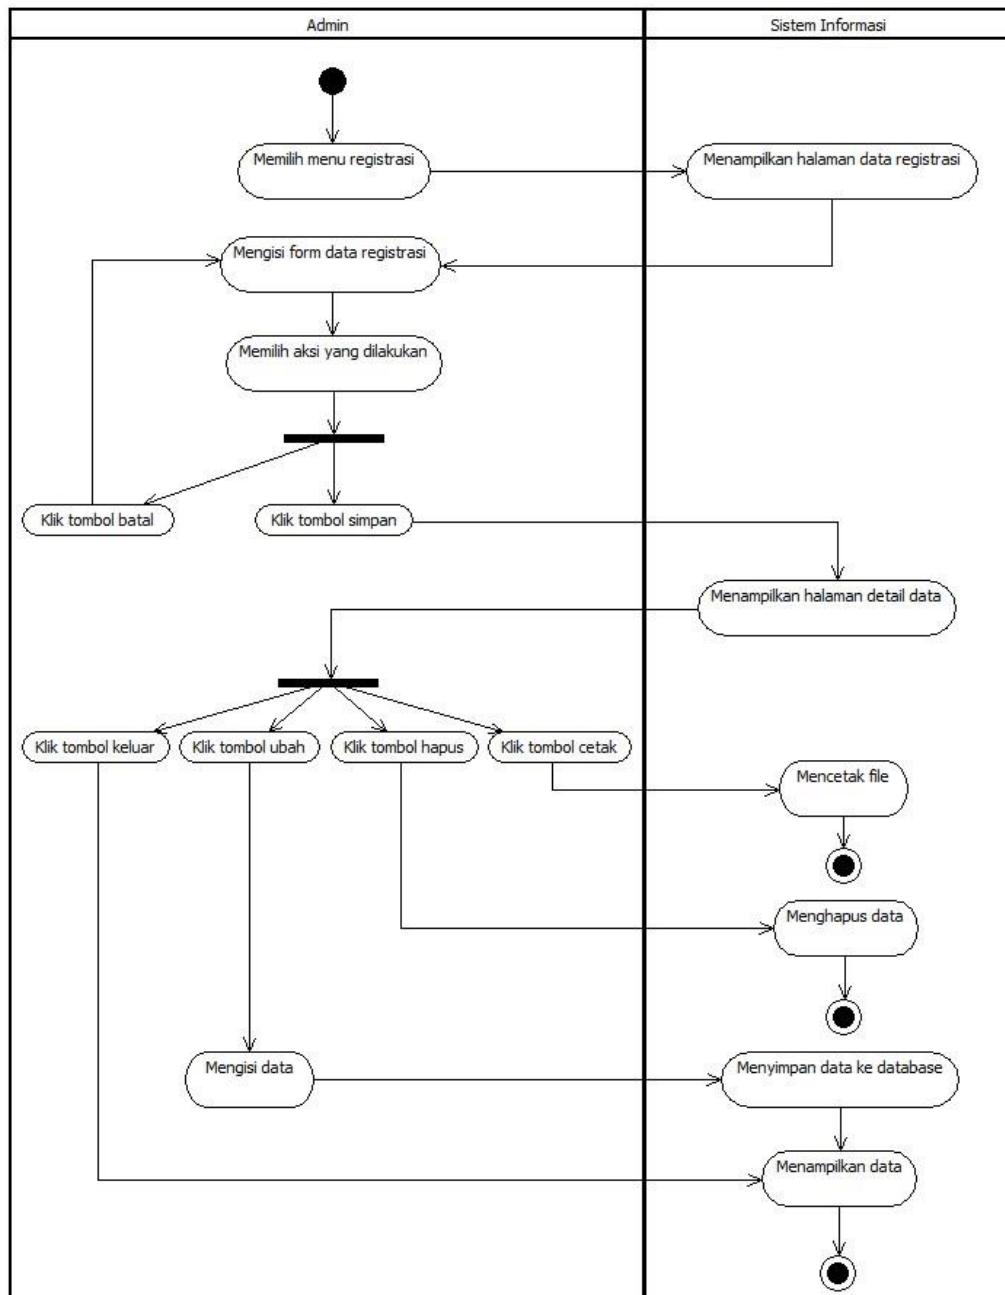 Admin
Sistem Informasi
Memilih menu registrasi
Menampilkan halaman data registrasi
Mengisi form data registrasi
Memilih aksi yang dilakukan
Klik tombol batal
Klik tombol simpan
Menampilkan halaman detail data
Klik tombol keluar
Klik tombol ubah
Klik tombol hapus
Klik tombol cetak
Mencetak file
Menghapus data
Mengisi data
Menyimpan data ke database
Menampilkan data